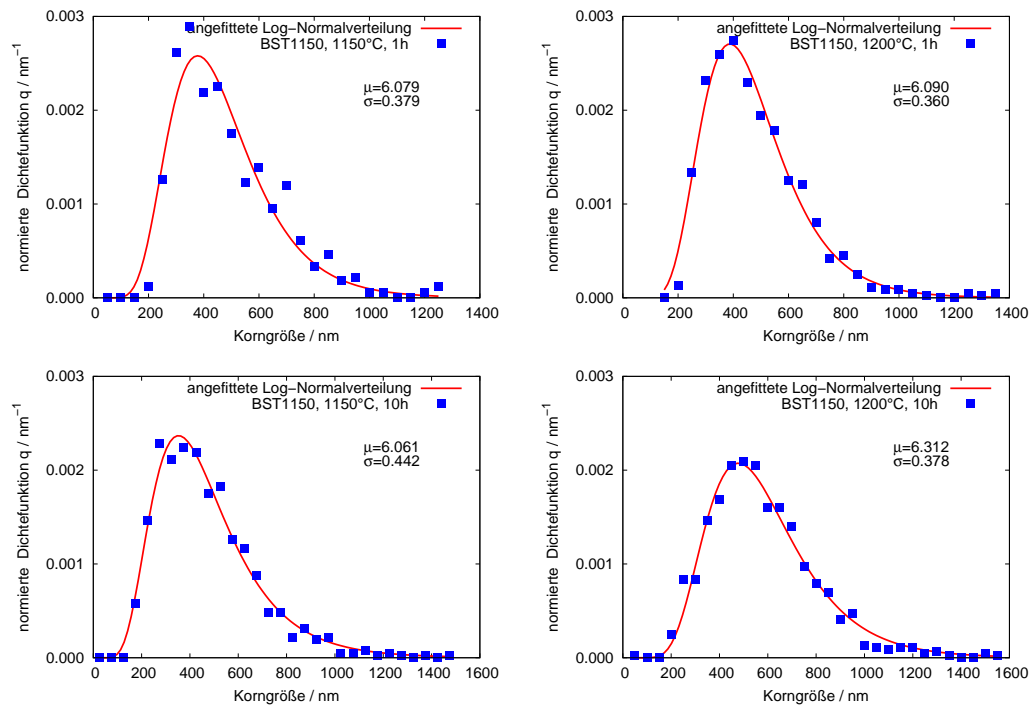 angefittete Log−Normalverteilung
BST1150, 1150°C, 1h
μ=6.079
σ=0.379
normierte Dichtefunktion q / nm−1
0.003
0.002
0.001
0.000
0 200 400 600 800 1000 1200 1400
Korngröße / nm
angefittete Log−Normalverteilung
BST1150, 1200°C, 1h
μ=6.090
σ=0.360
normierte Dichtefunktion q / nm−1
0.003
0.002
0.001
0.000
0 200 400 600 800 1000 1200 1400
Korngröße / nm
angefittete Log−Normalverteilung
BST1150, 1150°C, 10h
μ=6.061
σ=0.442
normierte Dichtefunktion q / nm−1
0.003
0.002
0.001
0.000
0 200 400 600 800 1000 1200 1400 1600
Korngröße / nm
angefittete Log−Normalverteilung
BST1150, 1200°C, 10h
μ=6.312
σ=0.378
normierte Dichtefunktion q / nm−1
0.003
0.002
0.001
0.000
0 200 400 600 800 1000 1200 1400 1600
Korngröße / nm